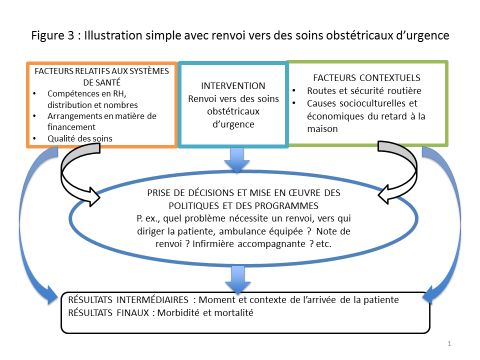 Figure 3 : Illustration simple avec renvoi vers des soins obstétricaux d'urgence
FACTEURS RELATIFS AUX SYSTÈMES
DE SANTÉ
• Compétences en RH,
distribution et nombres
• Arrangements en matière de
financement
• Qualité des soins
INTERVENTION
Renvoi vers des soins
obstétricaux
d'urgence
FACTEURS CONTEXTUELS
• Routes et sécurité routière
• Causes socioculturelles et
économiques du retard à la
maison
PRISE DE DÉCISIONS ET MISE EN ŒUVRE DES
POLITIQUES ET DES PROGRAMMES
P. ex., quel problème nécessite un renvoi, vers qui
diriger la patiente, ambulance équipée ? Note de
renvoi ? Infirmière accompagnante ? etc.
RÉSULTATS INTERMÉDIAIRES : Moment et contexte de l'arrivée de la patiente
RÉSULTATS FINAUX : Morbidité et mortalité
1